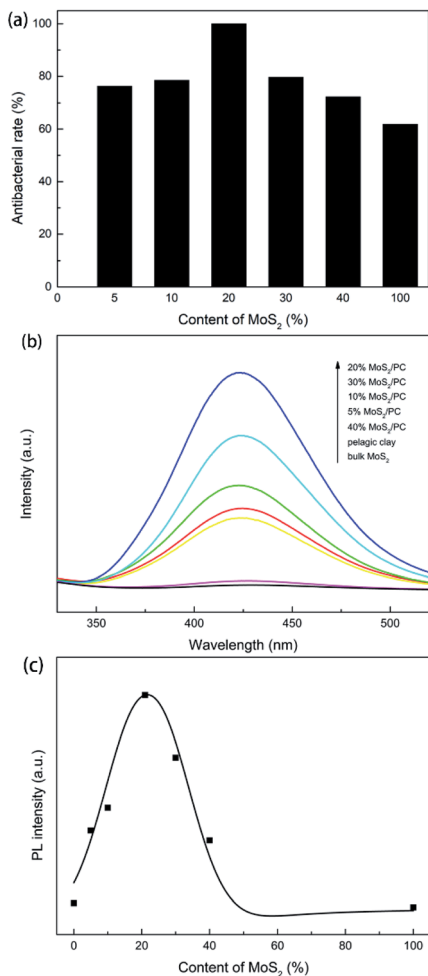 (a)
100
80
60
40
20
0
Antibacterial rate (%)
0 5 10 20 30 40 100
Content of MoS₂ (%)
(b)
20% MoS₂/PC
30% MoS₂/PC
10% MoS₂/PC
5% MoS₂/PC
40% MoS₂/PC
pelagic clay
bulk MoS₂
Intensity (a.u.)
350 400 450 500
Wavelength (nm)
(c)
PL intensity (a.u.)
0 20 40 60 80 100
Content of MoS₂ (%)